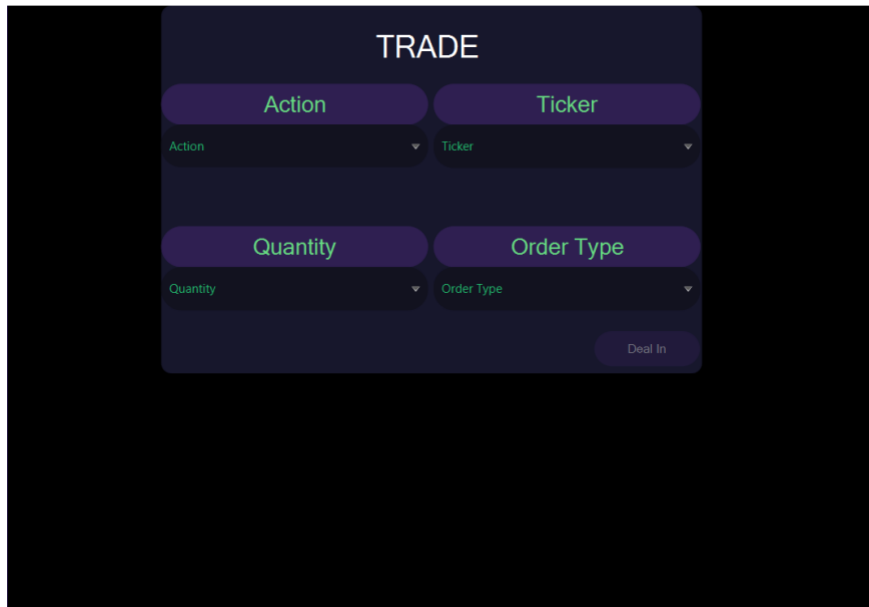 TRADE
Action
Ticker
Action
Ticker
Quantity
Order Type
Quantity
Order Type
Deal In